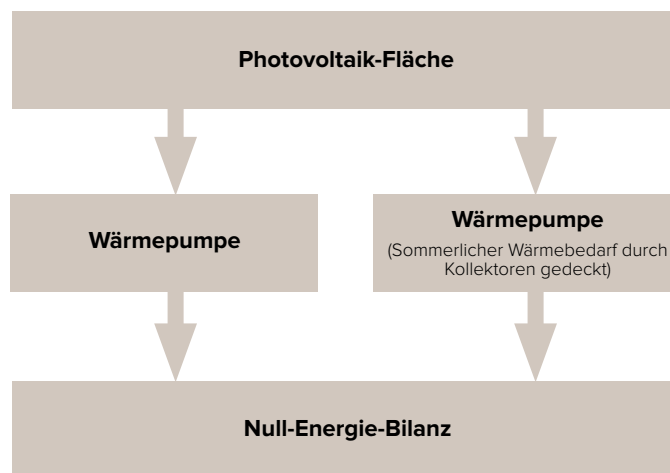 Photovoltaik-Fläche
Wärmepumpe
Wärmepumpe
(Sommerlicher Wärmebedarf durch
Kollektoren gedeckt)
Null-Energie-Bilanz